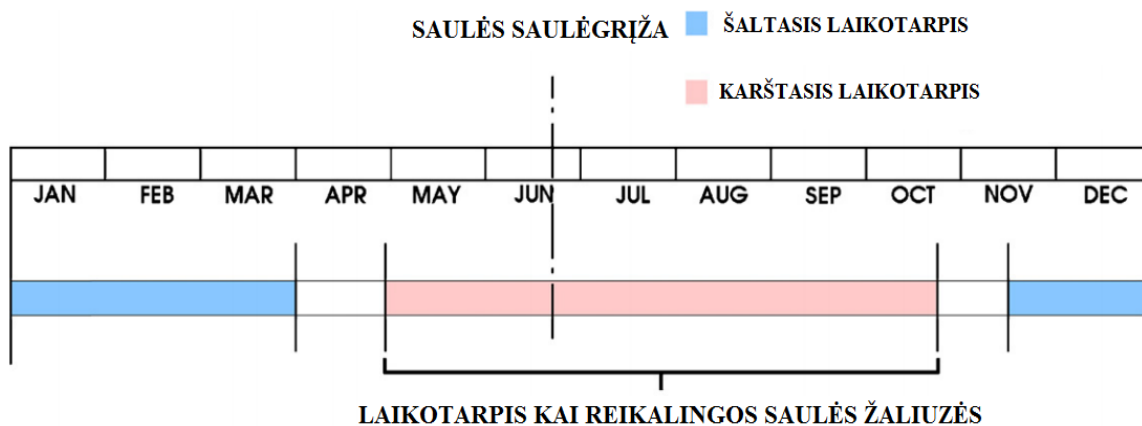 SAULĖS SAULĖGRĮŽA
ŠALTASIS LAIKOTARPIS
KARŠTASIS LAIKOTARPIS
JAN FEB MAR APR MAY JUN JUL AUG SEP OCT NOV DEC
LAIKOTARPIS KAI REIKALINGOS SAULĖS ŽALIUZĖS